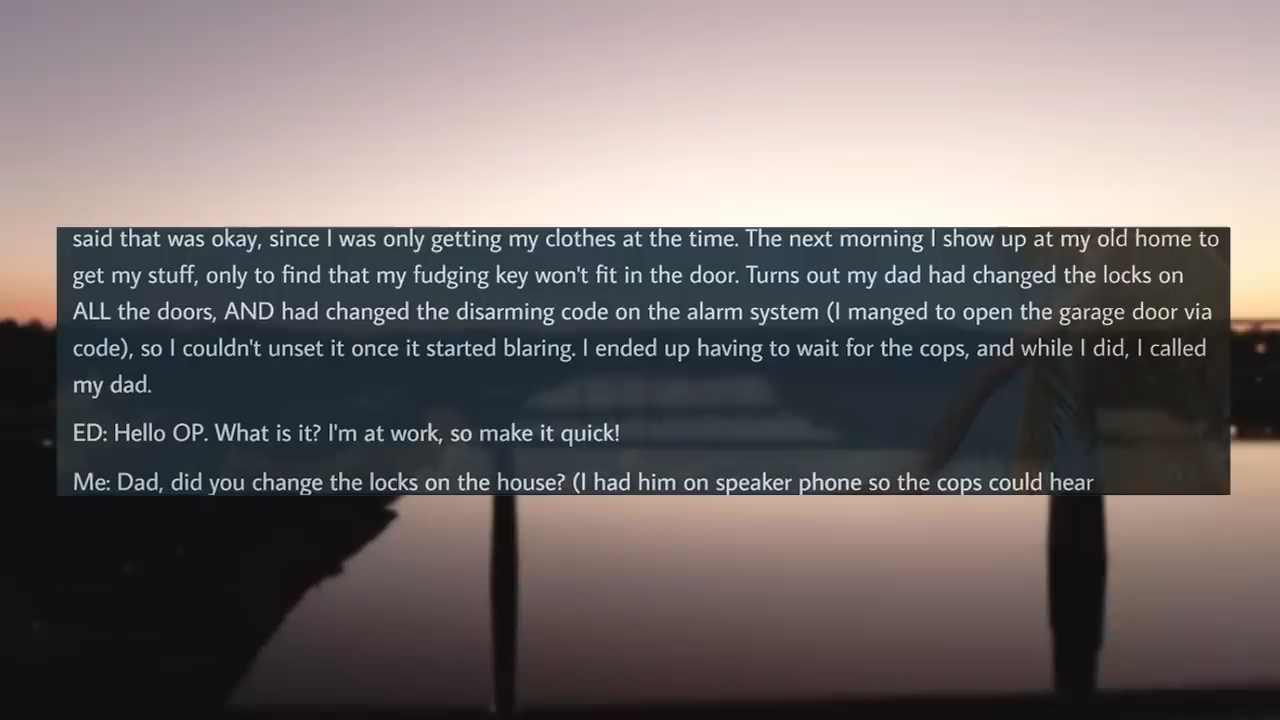 said that was okay, since I was only getting my clothes at the time. The next morning I show up at my old home to
get my stuff, only to find that my fudging key won't fit in the door. Turns out my dad had changed the locks on
ALL the doors, AND had changed the disarming code on the alarm system (I manged to open the garage door via
code), so I couldn't unset it once it started blaring. I ended up having to wait for the cops, and while I did, I called
my dad.
ED: Hello OP. What is it? I'm at work, so make it quick!
Me: Dad, did you change the locks on the house? (I had him on speaker phone so the cops could hear